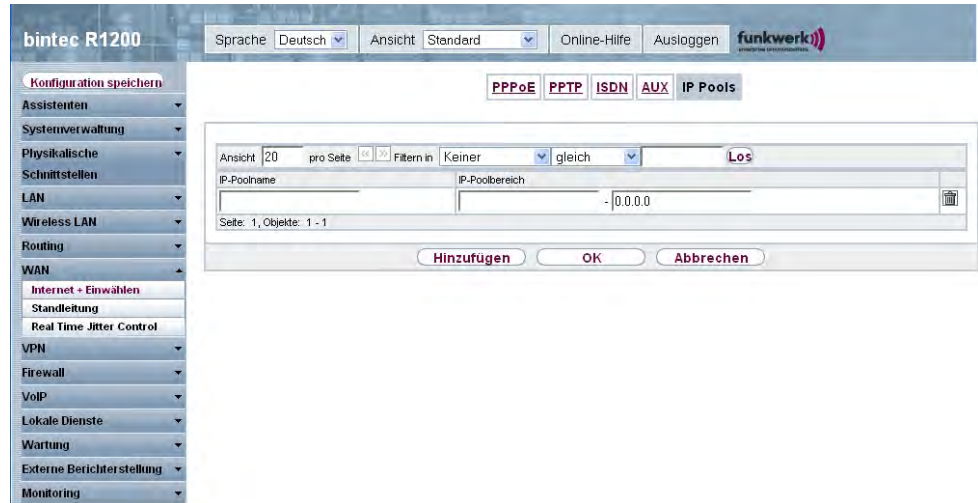 bintec R1200
Sprache Deutsch Ansicht Standard Online-Hilfe Ausloggen funkwerk
Konfiguration speichern
Assistenten
Systemverwaltung
Physikalische
Schnittstellen
LAN
Wireless LAN
Routing
WAN
Internet + Einwählen
Standleitung
Real Time Jitter Control
VPN
Firewall
VoIP
Lokale Dienste
Wartung
Externe Berichterstellung
Monitoring
PPPoE PPTP ISDN AUX IP Pools
Ansicht 20 pro Seite << >> Filtern in Keiner gleich Los
IP-Poolname IP-Poolbereich
- 0.0.0.0
Seite: 1, Objekte: 1 - 1
Hinzufügen OK Abbrechen